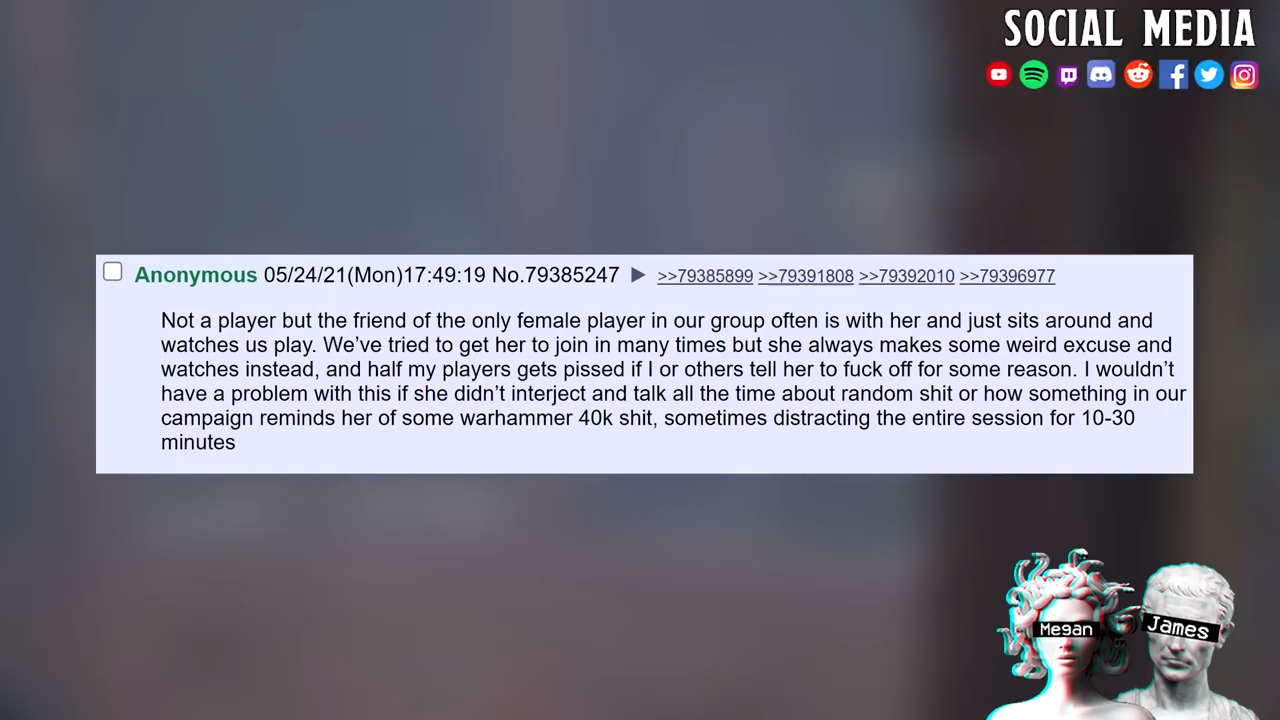 SOCIAL MEDIA
Anonymous 05/24/21(Mon)17:49:19 No.79385247 ▶ >>79385899 >>79391808 >>79392010 >>79396977
Not a player but the friend of the only female player in our group often is with her and just sits around and
watches us play. We’ve tried to get her to join in many times but she always makes some weird excuse and
watches instead, and half my players gets pissed if I or others tell her to fuck off for some reason. I wouldn’t
have a problem with this if she didn’t interject and talk all the time about random shit or how something in our
campaign reminds her of some warhammer 40k shit, sometimes distracting the entire session for 10-30
minutes
Megan
James